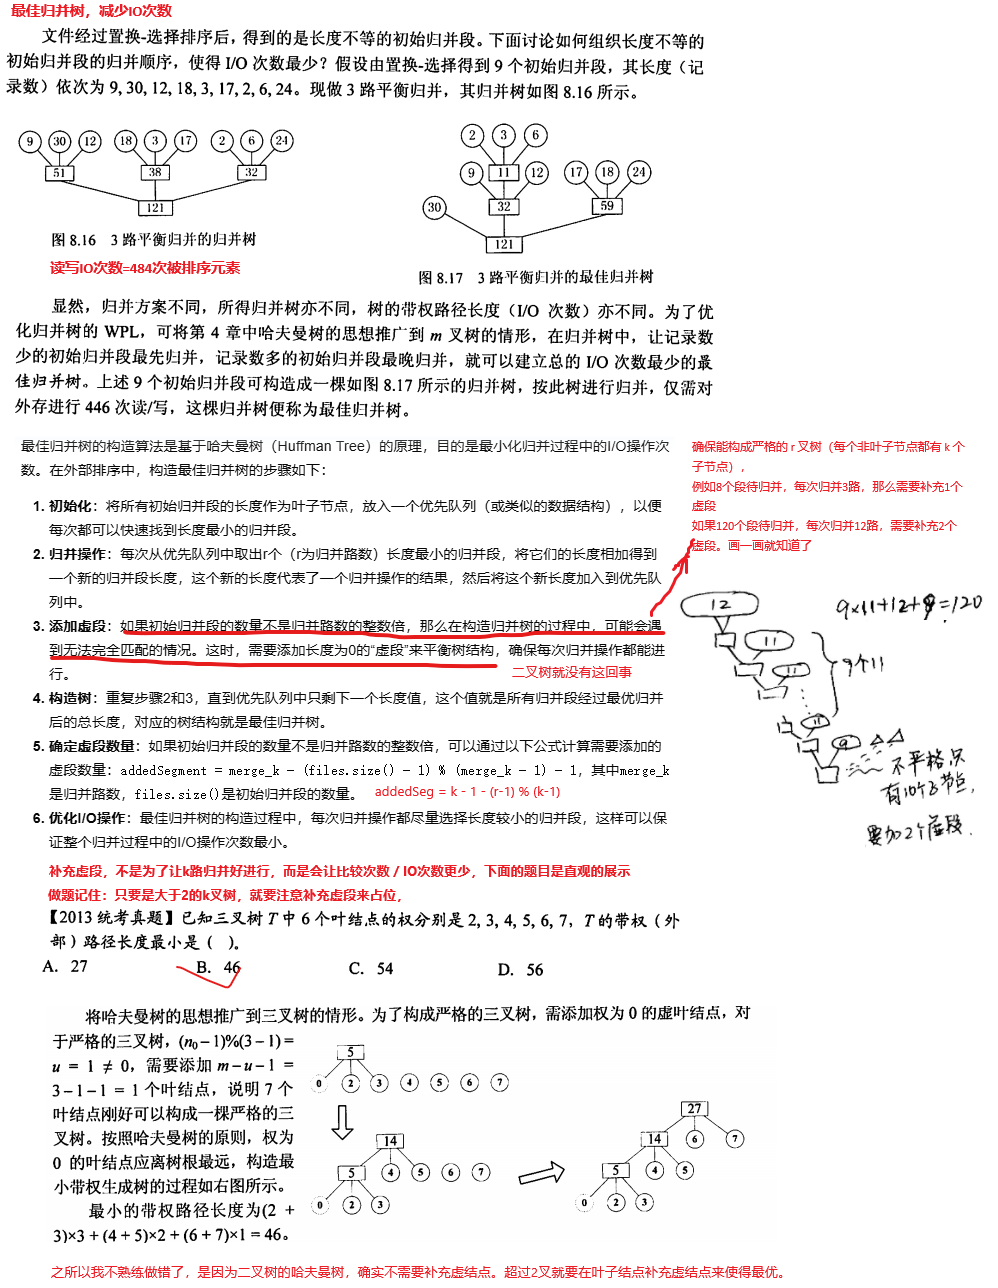 最佳归并树，减少IO次数
文件经过置换-选择排序后，得到的是长度不等的初始归并段。下面讨论如何组织长度不等的
初始归并段的归并顺序，使得 I/O 次数最少？假设由置换-选择得到 9 个初始归并段，其长度（记
录数）依次为 9, 30, 12, 18, 3, 17, 2, 6, 24。现做 3 路平衡归并，其归并树如图 8.16 所示。
9 30 12 18 3 17 2 6 24
51 38 32
121
图 8.16 3 路平衡归并的归并树
读写IO次数=484次被排序元素
2 3 6
9 11 12 17 18 24
30 32 59
121
图 8.17 3 路平衡归并的最佳归并树
显然，归并方案不同，所得归并树亦不同，树的带权路径长度（I/O 次数）亦不同。为了优
化归并树的 WPL，可将第 4 章中哈夫曼树的思想推广到 m 叉树的情形，在归并树中，让记录数
少的初始归并段最先归并，记录数多的初始归并段最晚归并，就可以建立总的 I/O 次数最少的最
佳归并树。上述 9 个初始归并段可构造成一棵如图 8.17 所示的归并树，按此树进行归并，仅需对
外存进行 446 次读/写，这棵归并树便称为最佳归并树。
最佳归并树的构造算法是基于哈夫曼树（Huffman Tree）的原理，目的是最小化归并过程中的I/O操作次
数。在外部排序中，构造最佳归并树的步骤如下：
1. 初始化：将所有初始归并段的长度作为叶子节点，放入一个优先队列（或类似的数据结构），以便
每次都可以快速找到长度最小的归并段。
2. 归并操作：每次从优先队列中取出r个（r为归并路数）长度最小的归并段，将它们的长度相加得到
一个新的归并段长度，这个新的长度代表了一个归并操作的结果，然后将这个新长度加入到优先队
列中。
3. 添加虚段：如果初始归并段的数量不是归并路数的整数倍，那么在构造归并树的过程中，可能会遇
到无法完全匹配的情况。这时，需要添加长度为0的“虚段”来平衡树结构，确保每次归并操作都能进
行。
二叉树就没有这回事
4. 构造树：重复步骤2和3，直到优先队列中只剩下一个长度值，这个值就是所有归并段经过最优归并
后的总长度，对应的树结构就是最佳归并树。
5. 确定虚段数量：如果初始归并段的数量不是归并路数的整数倍，可以通过以下公式计算需要添加的
虚段数量：addedSegment = merge_k - (files.size() - 1) % (merge_k - 1) - 1，其中merge_k
是归并路数，files.size()是初始归并段的数量。 addedSeg = k - 1 - (r-1) % (k-1)
6. 优化I/O操作：最佳归并树的构造过程中，每次归并操作都尽量选择长度较小的归并段，这样可以保
证整个归并过程中的I/O操作次数最小。
确保能构成严格的 r 叉树（每个非叶子节点都有 k 个
子节点），
例如8个段待归并，每次归并3路，那么需要补充1个
虚段
如果120个段待归并，每次归并12路，需要补充2个
虚段。画一画就知道了
12
9×11+12+9=120
11
11
9个11
11
9
不严格只
有10个子节点，
要加2个虚段.
补充虚段，不是为了让k路归并好进行，而是会让比较次数 / IO次数更少，下面的题目是直观的展示
做题记住：只要是大于2的k叉树，就要注意补充虚段来占位，
【2013 统考真题】已知三叉树 T 中 6 个叶结点的权分别是 2, 3, 4, 5, 6, 7，T 的带权（外
部）路径长度最小是（ ）。
A. 27 B. 46 C. 54 D. 56
将哈夫曼树的思想推广到三叉树的情形。为了构成严格的三叉树，需添加权为 0 的虚叶结点，对
于严格的三叉树，(n₀−1)%(3−1) =
u = 1 ≠ 0，需要添加 m−u−1 =
3−1−1 = 1 个叶结点，说明 7 个
叶结点刚好可以构成一棵严格的三
叉树。按照哈夫曼树的原则，权为
0 的叶结点应离树根最远，构造最
小带权生成树的过程如右图所示。
最小的带权路径长度为(2 +
3)×3 + (4 + 5)×2 + (6 + 7)×1 = 46。
5
0 2 3 4 5 6 7
14
5 4 5 6 7
0 2 3
27
14 6 7
5 4 5
0 2 3
之所以我不熟练做错了，是因为二叉树的哈夫曼树，确实不需要补充虚结点。超过2叉就要在叶子结点补充虚结点来使得最优。